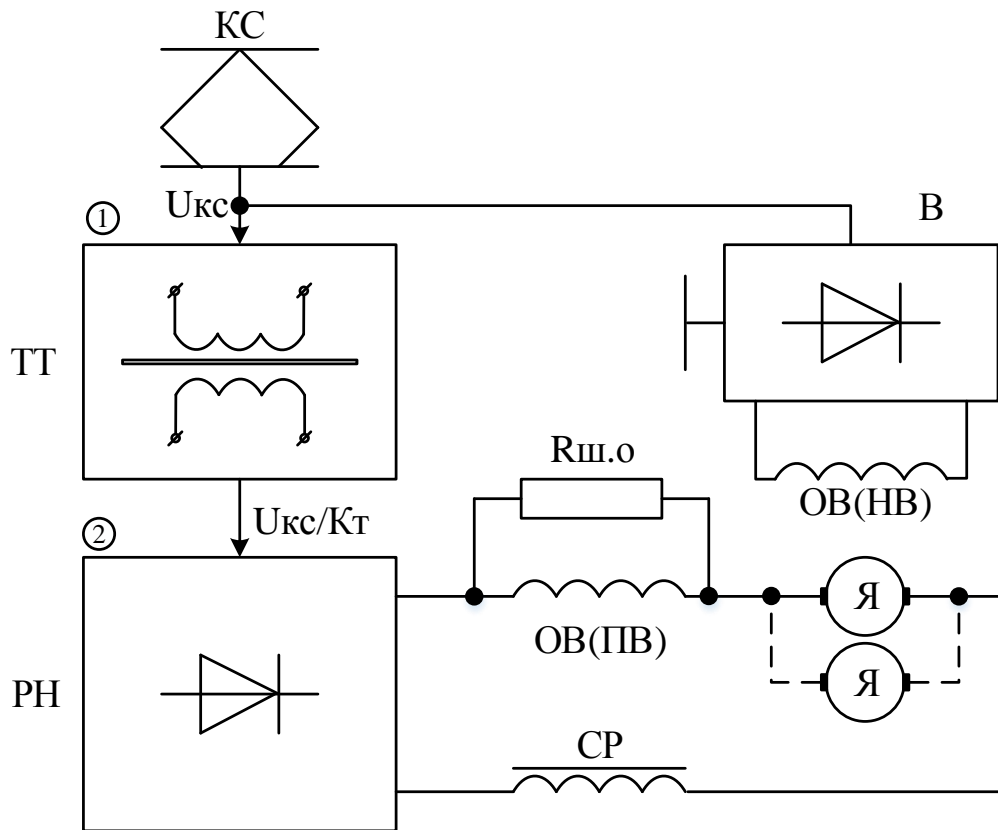 КС
Uкс
1
В
ТТ
Rш.о
ОВ(НВ)
Uкс/Кт
2
Я
ОВ(ПВ)
Я
РН
СР